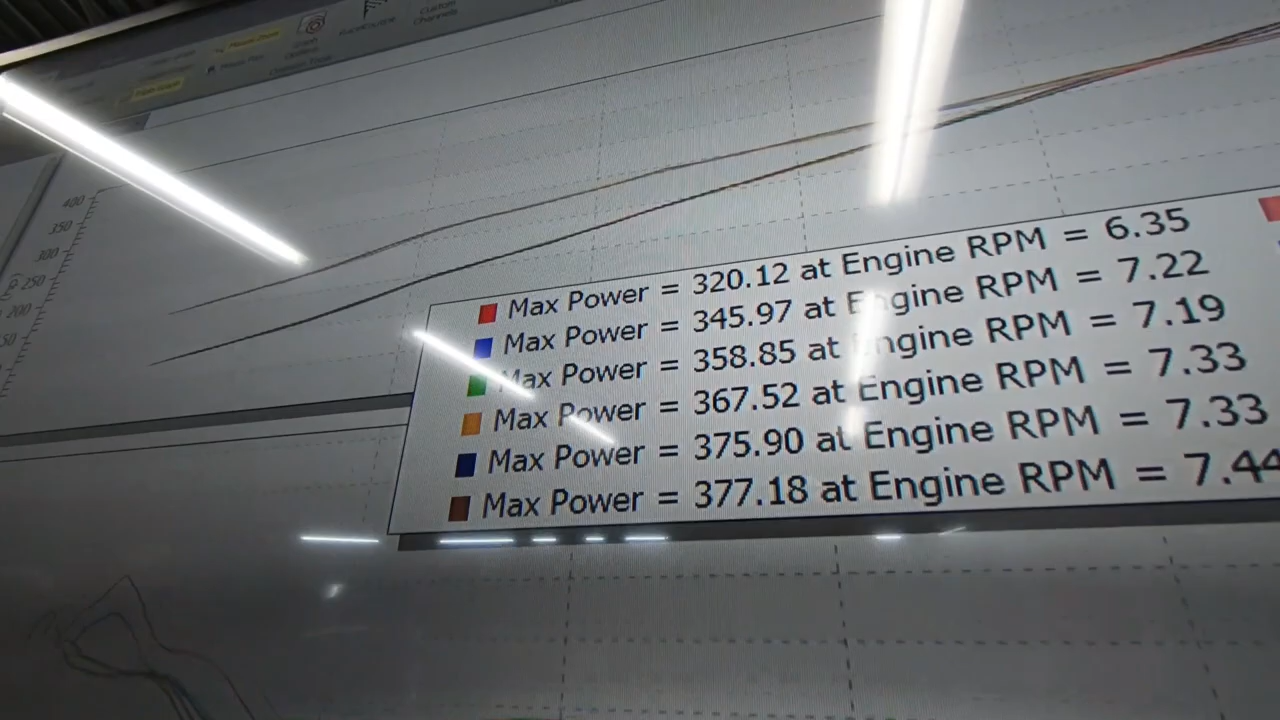 Custom
Channels
400
350
300
250
200
Max Power = 320.12 at Engine RPM = 6.35
Max Power = 345.97 at Engine RPM = 7.22
Max Power = 358.85 at Engine RPM = 7.19
Max Power = 367.52 at Engine RPM = 7.33
Max Power = 375.90 at Engine RPM = 7.33
Max Power = 377.18 at Engine RPM = 7.44